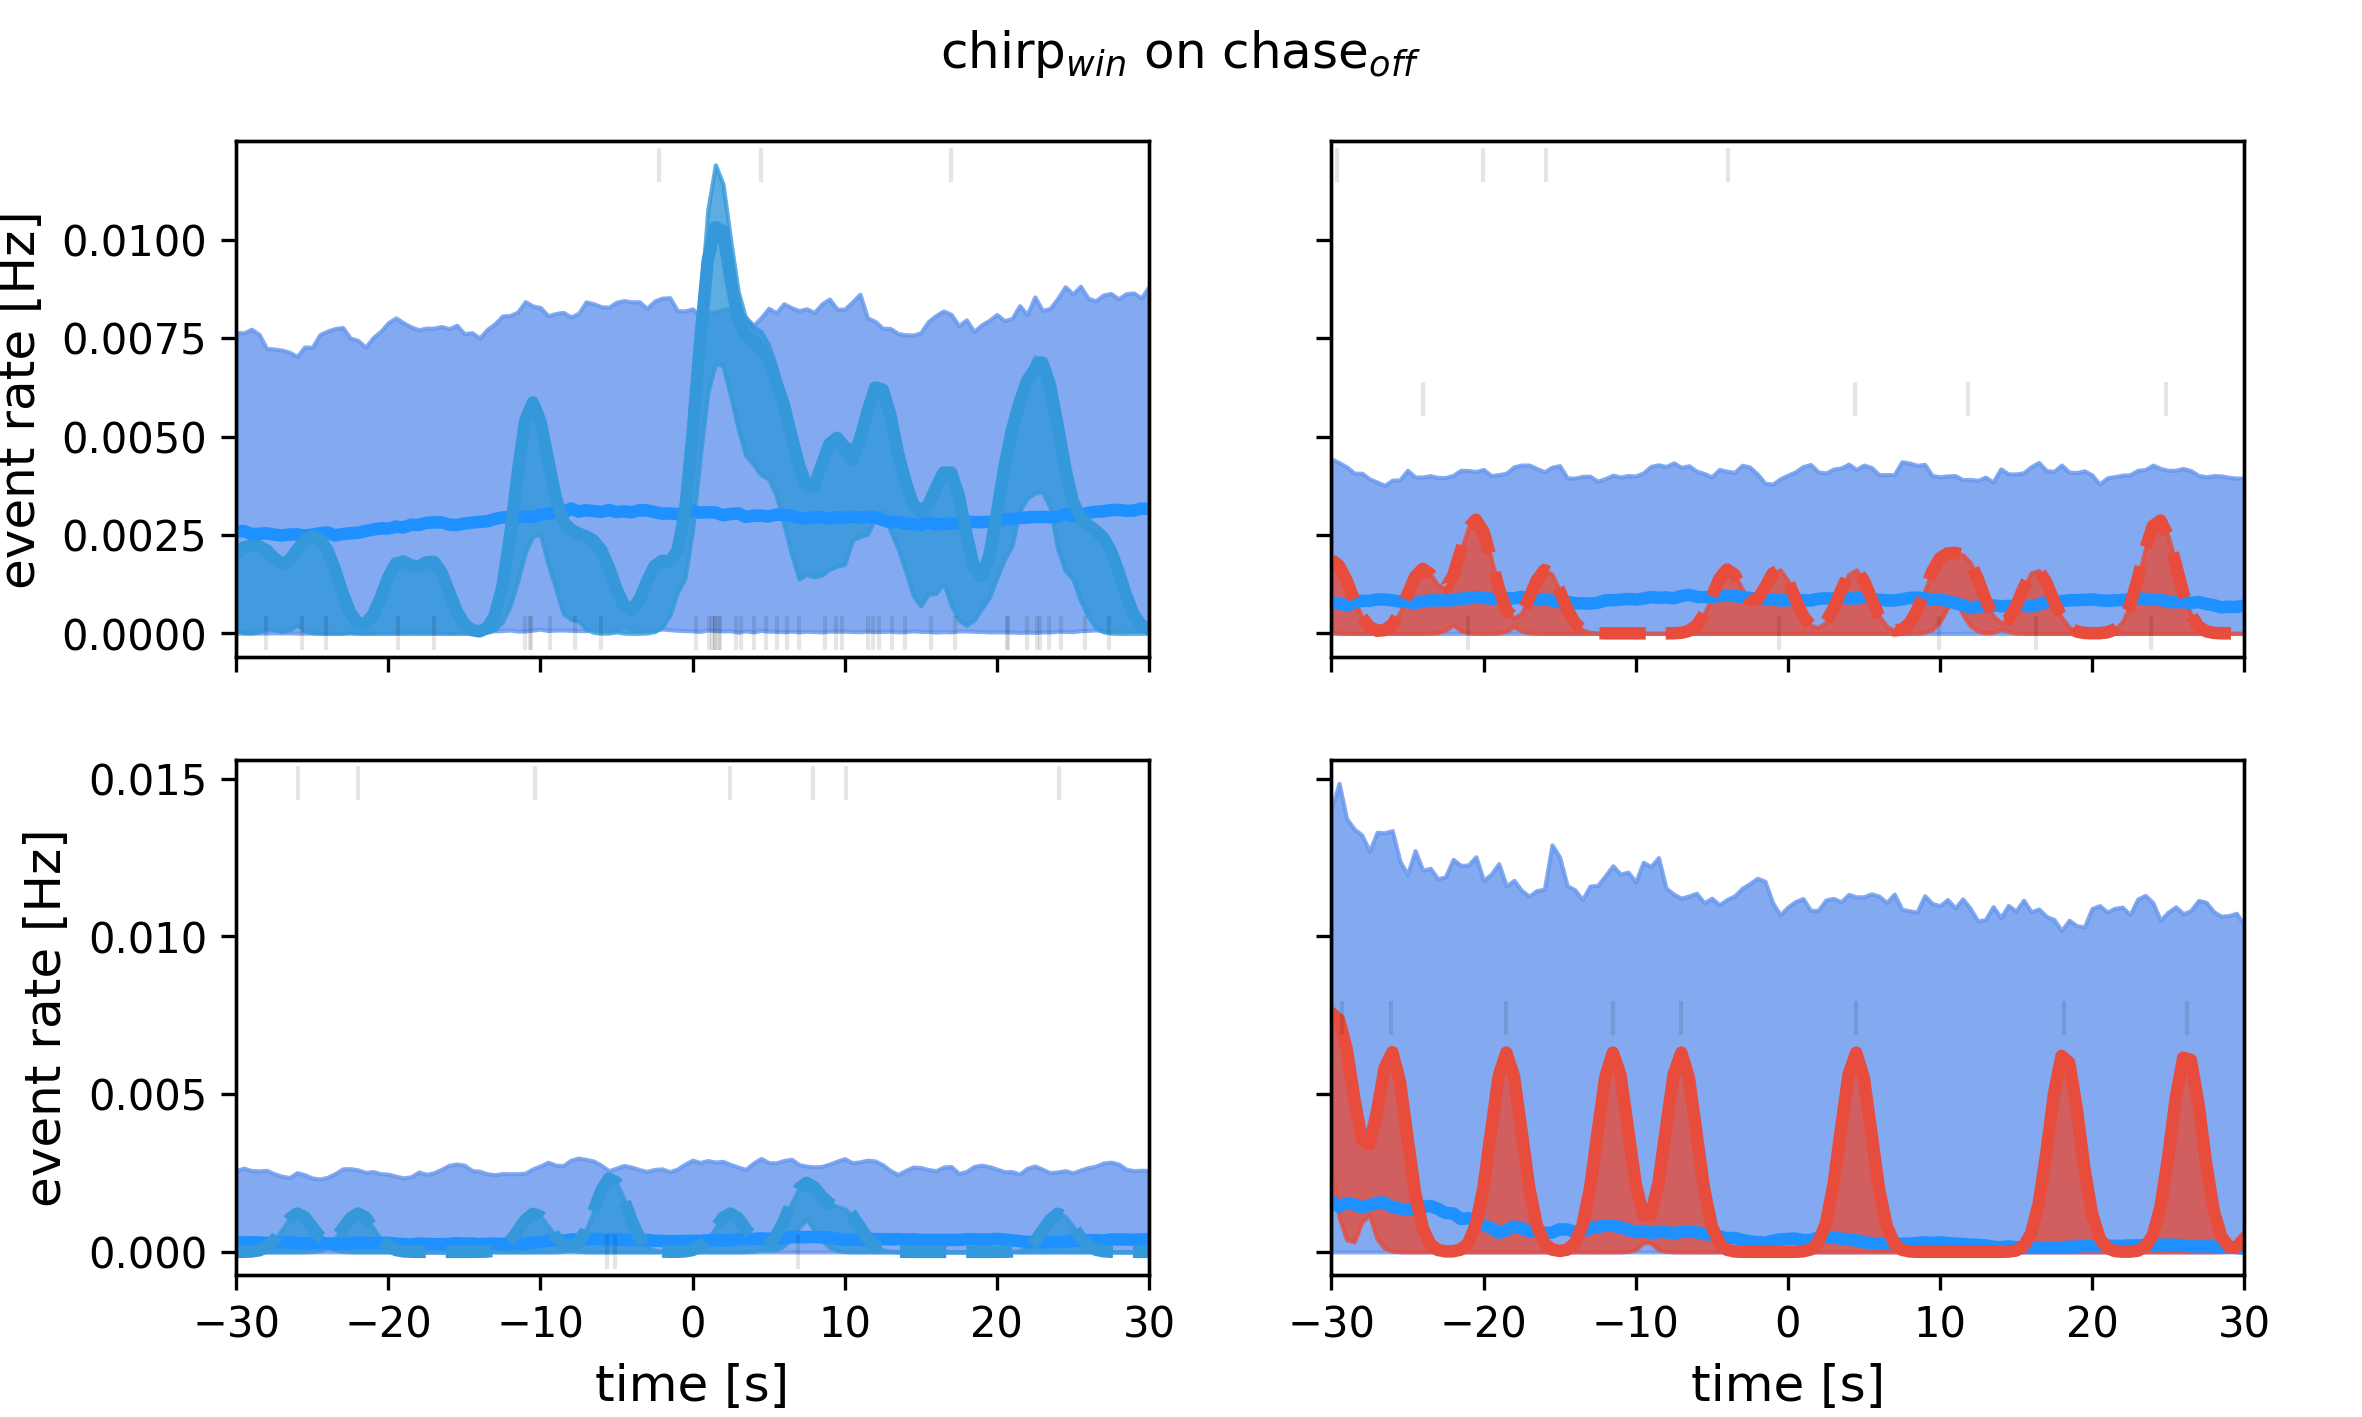 chirp_win on chase_off
event rate [Hz]
0.0100
0.0075
0.0050
0.0025
0.0000
event rate [Hz]
0.015
0.010
0.005
0.000
−30 −20 −10 0 10 20 30
−30 −20 −10 0 10 20 30
time [s]
time [s]